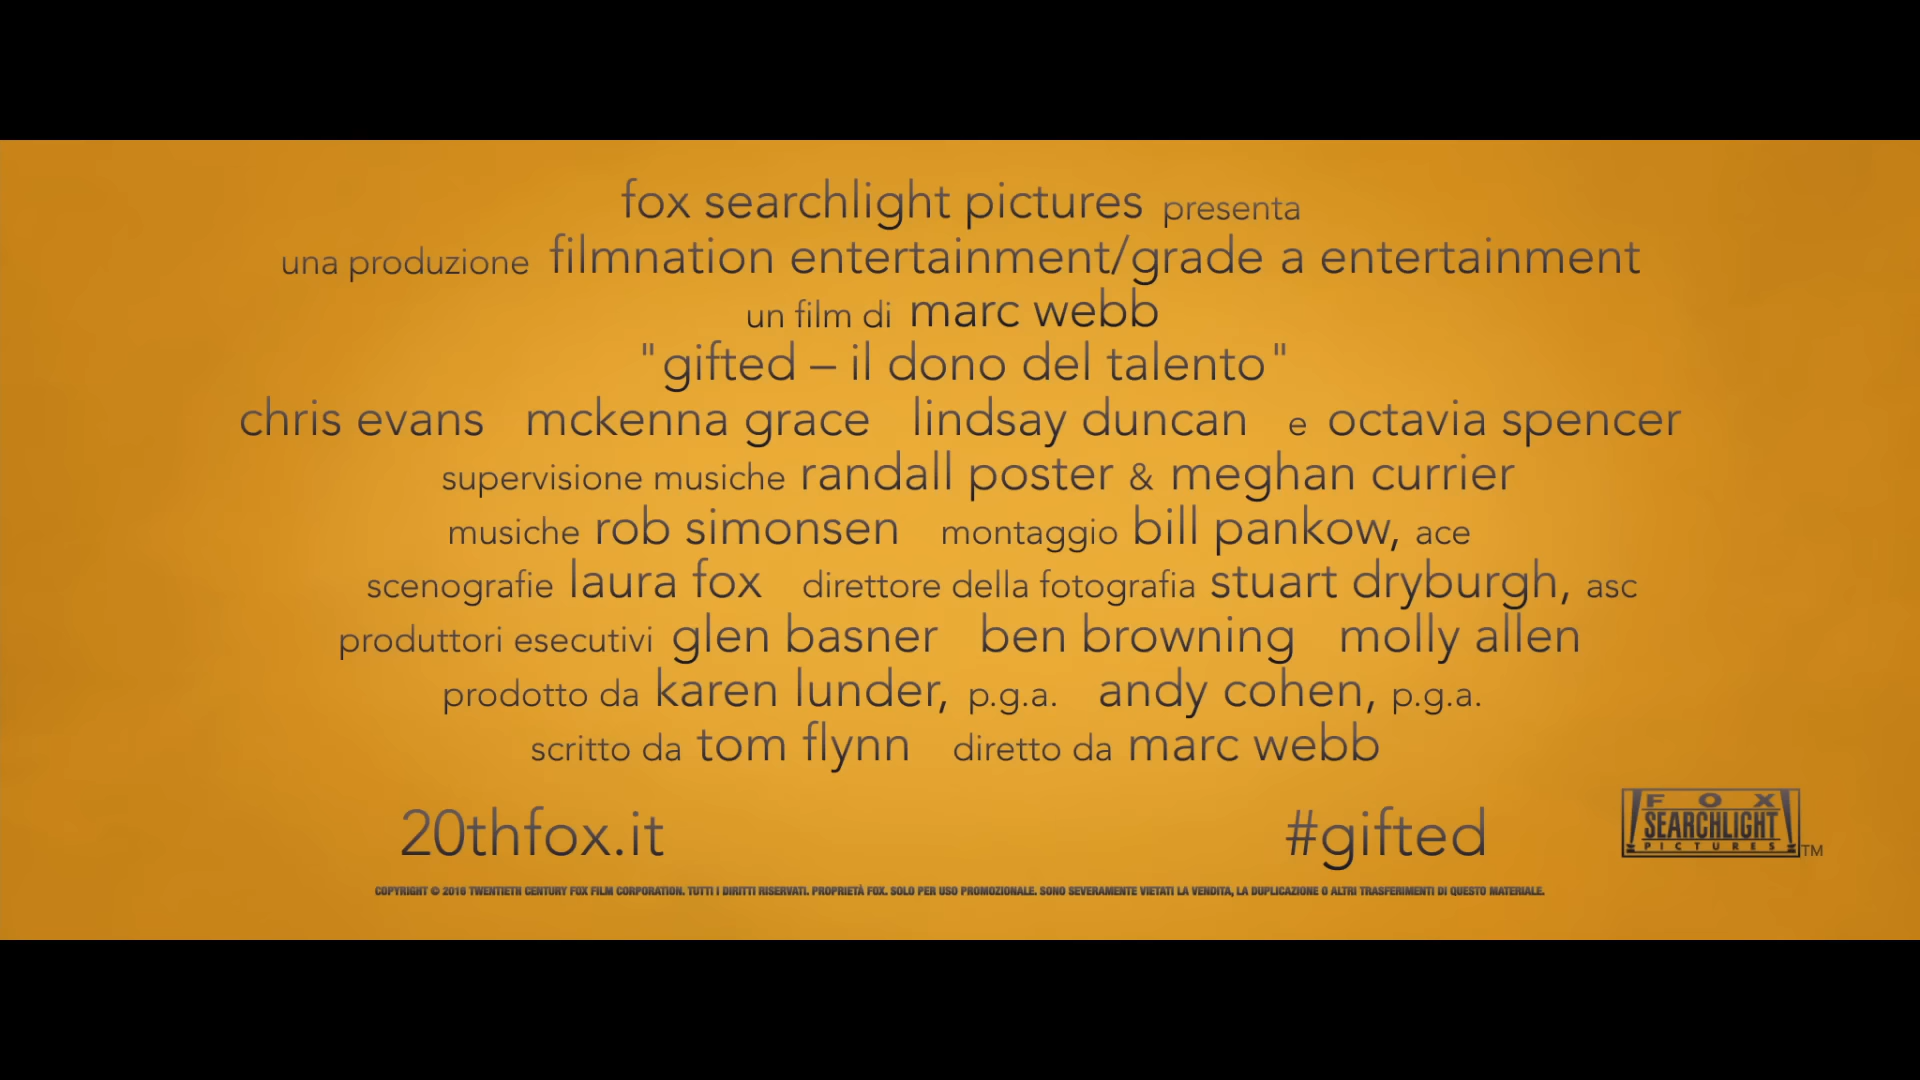 fox searchlight pictures presenta
una produzione filmnation entertainment/grade a entertainment
un film di marc webb
"gifted – il dono del talento"
chris evans mckenna grace lindsay duncan e octavia spencer
supervisione musiche randall poster & meghan currier
musiche rob simonsen montaggio bill pankow, ace
scenografie laura fox direttore della fotografia stuart dryburgh, asc
produttori esecutivi glen basner ben browning molly allen
prodotto da karen lunder, p.g.a. andy cohen, p.g.a.
scritto da tom flynn diretto da marc webb
20thfox.it #gifted
FOX
SEARCHLIGHT
PICTURES TM
COPYRIGHT © 2016 TWENTIETH CENTURY FOX FILM CORPORATION. TUTTI I DIRITTI RISERVATI. PROPRIETÀ FOX. SOLO PER USO PROMOZIONALE. SONO SEVERAMENTE VIETATI LA VENDITA, LA DUPLICAZIONE O ALTRI TRASFERIMENTI DI QUESTO MATERIALE.